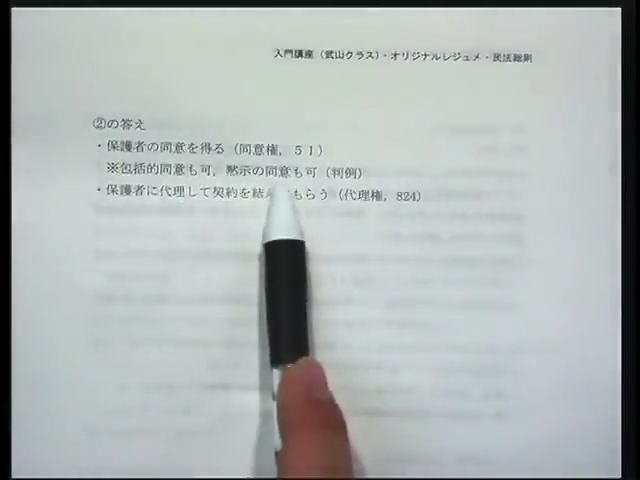 入門講座（武山クラス）・オリジナルレジュメ・民法総則
②の答え
・保護者の同意を得る（同意権，５１）
※包括的同意も可，黙示の同意も可（判例）
・保護者に代理して契約を結んでもらう（代理権，824）